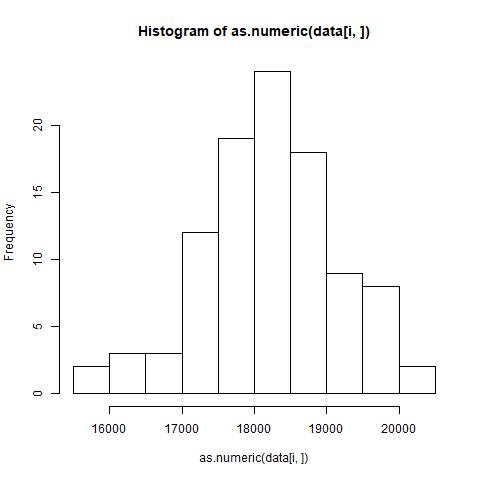 Histogram of as.numeric(data[i, ])
Frequency
20
15
10
5
0
16000 17000 18000 19000 20000
as.numeric(data[i, ])